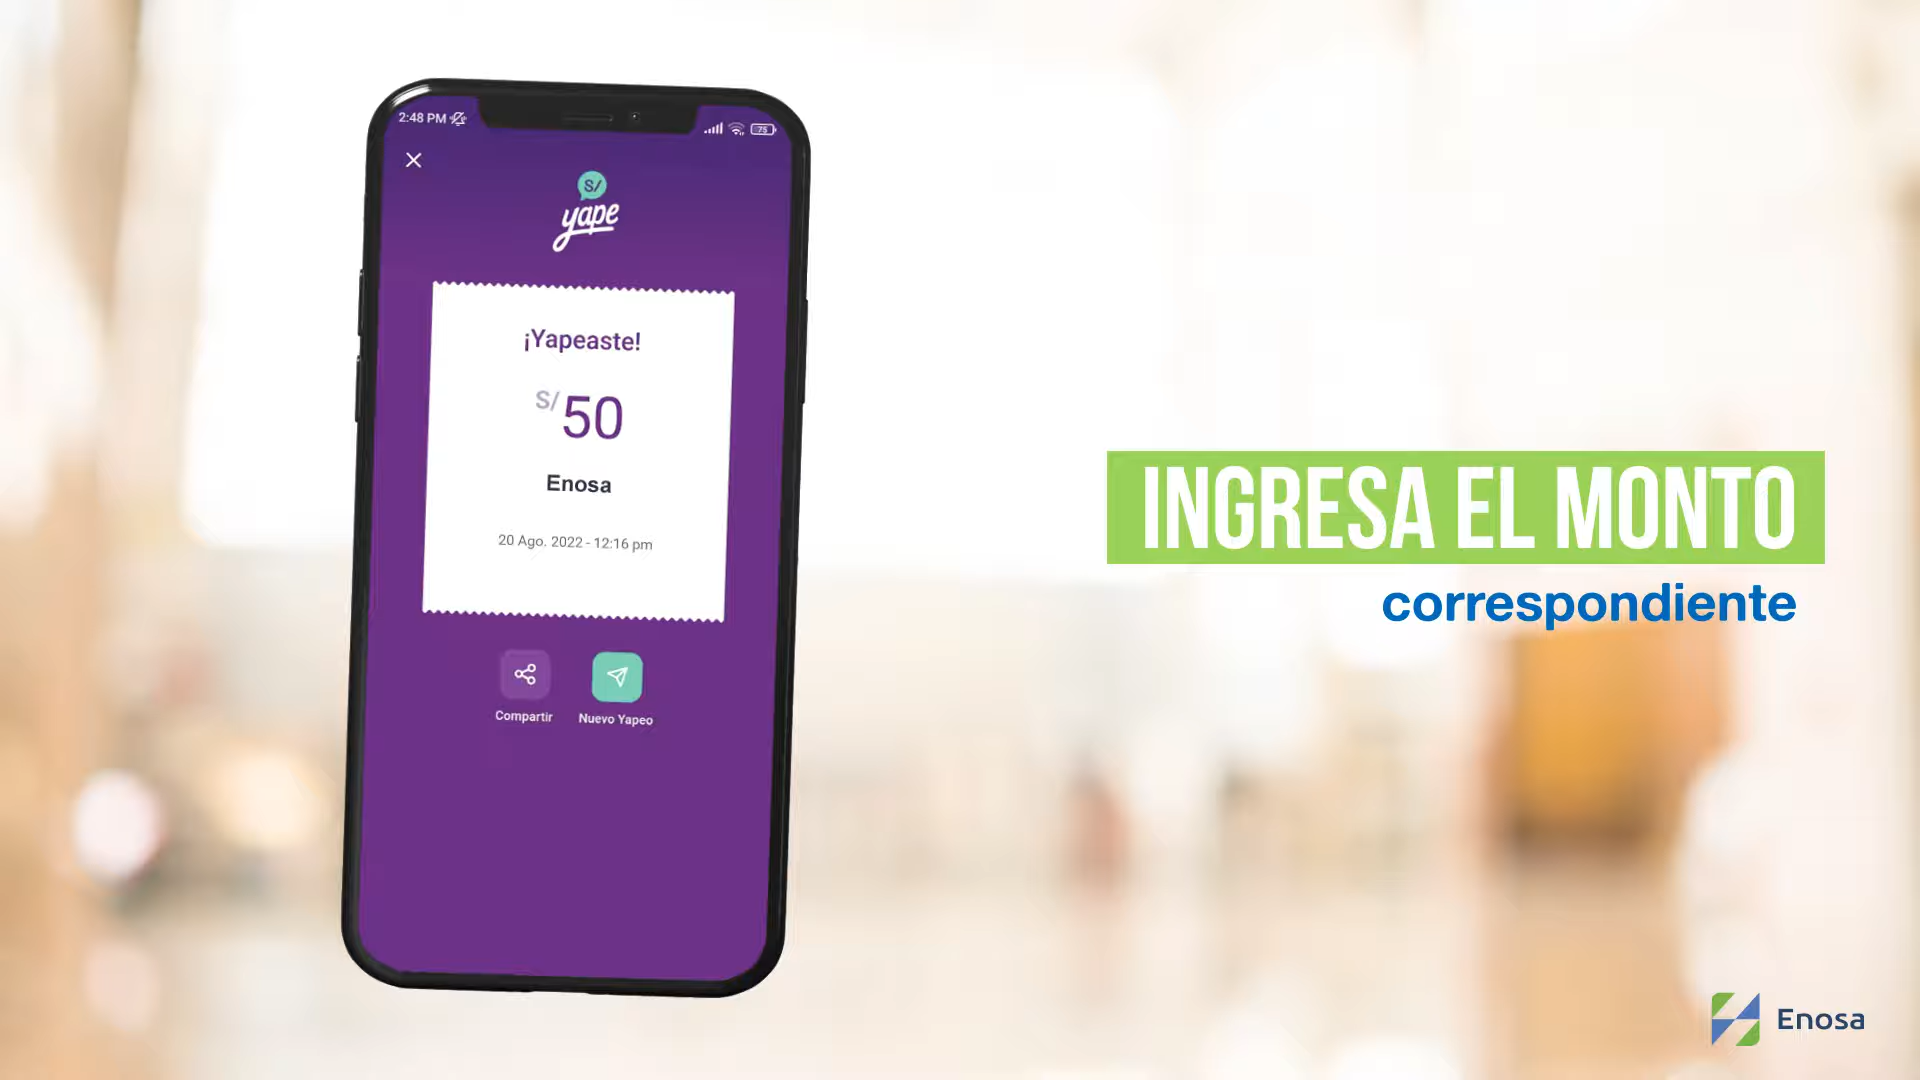 2:48 PM
75
S/
yape
¡Yapeaste!
S/ 50
Enosa
20 Ago. 2022 - 12:16 pm
Compartir
Nuevo Yapeo
INGRESA EL MONTO
correspondiente
Enosa